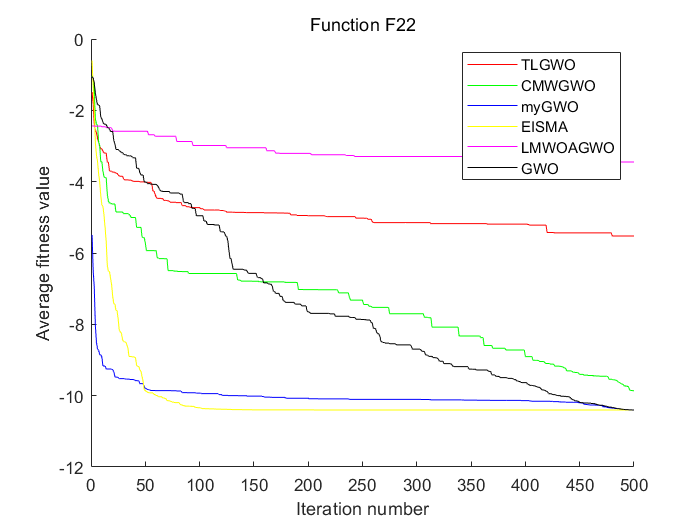 Function F22
0
-2
-4
-6
-8
-10
-12
Average fitness value
TLGWO
CMWGWO
myGWO
EISMA
LMWOAGWO
GWO
0 50 100 150 200 250 300 350 400 450 500
Iteration number